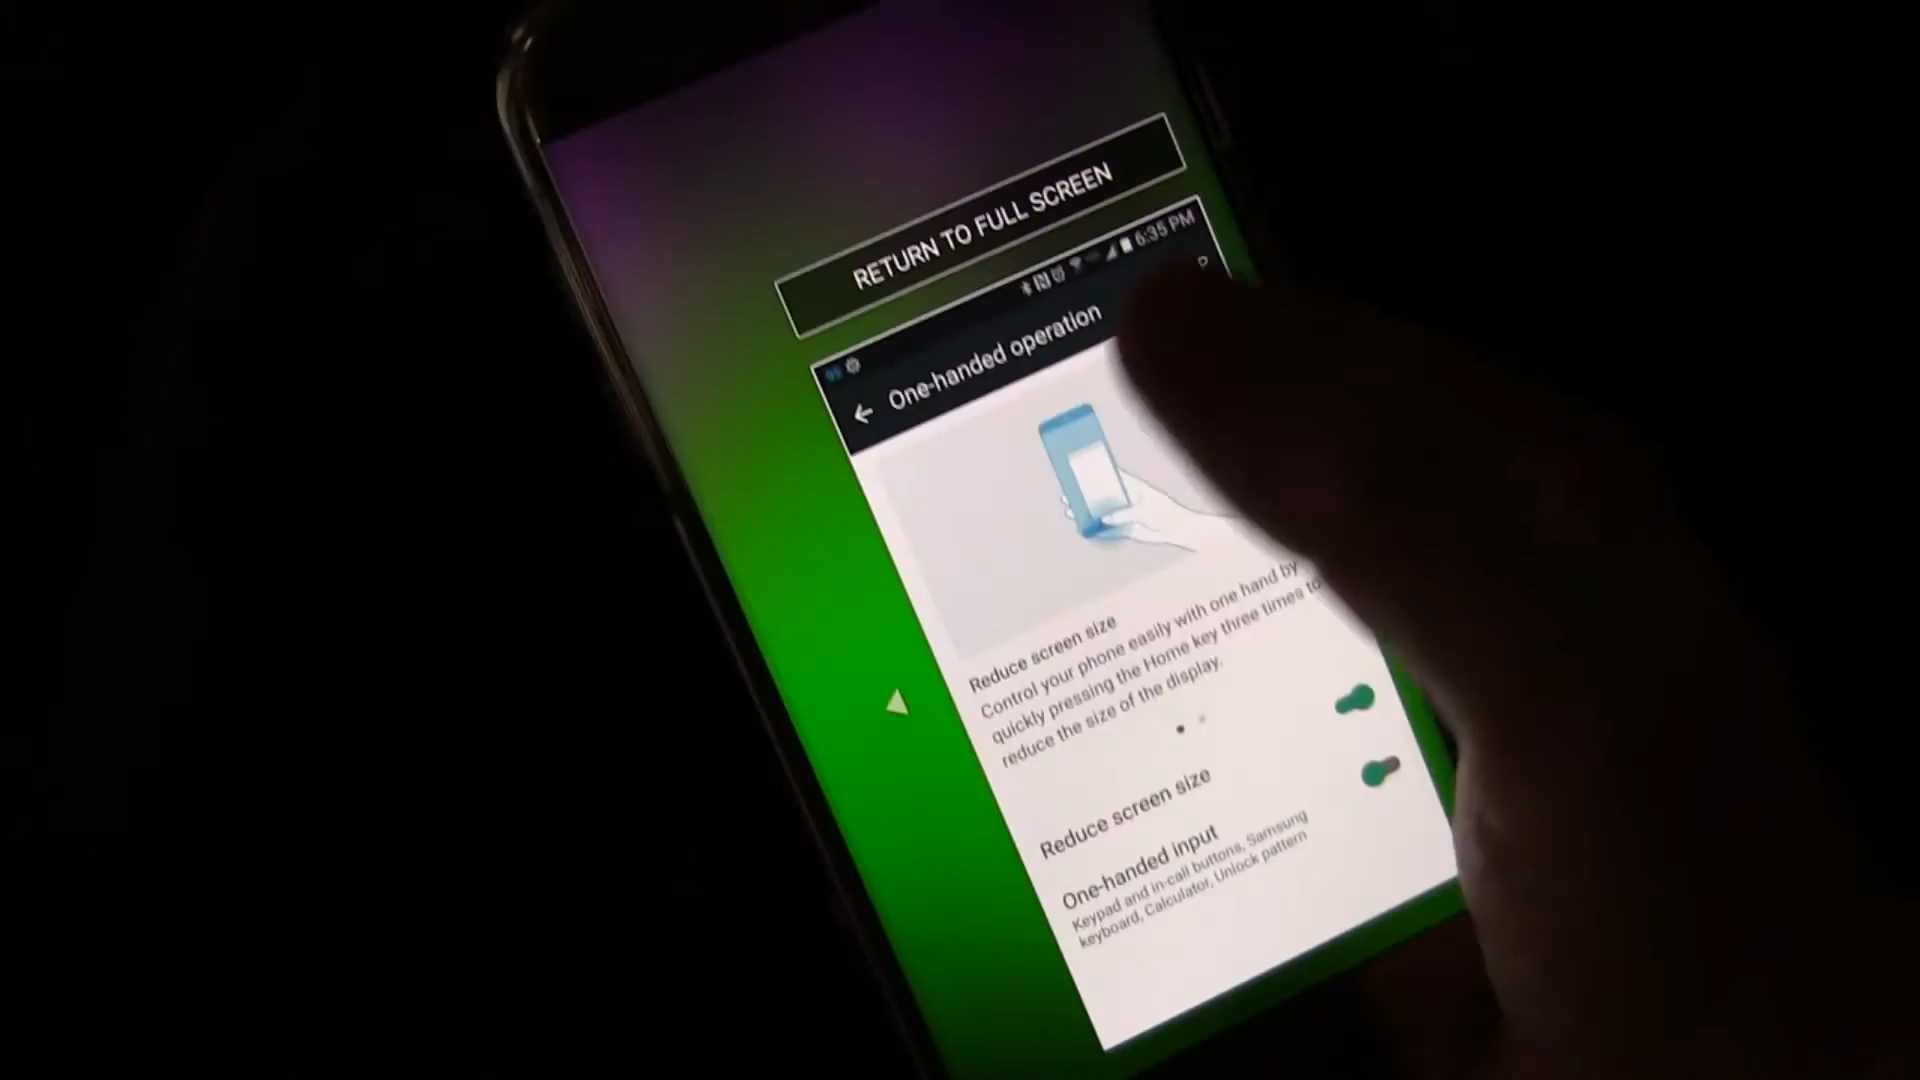 RETURN TO FULL SCREEN
6:35 PM
One-handed operation
Reduce screen size
Control your phone easily with one hand by
quickly pressing the Home key three times to
reduce the size of the display.
Reduce screen size
One-handed input
Keypad and in-call buttons, Samsung
keyboard, Calculator, Unlock pattern